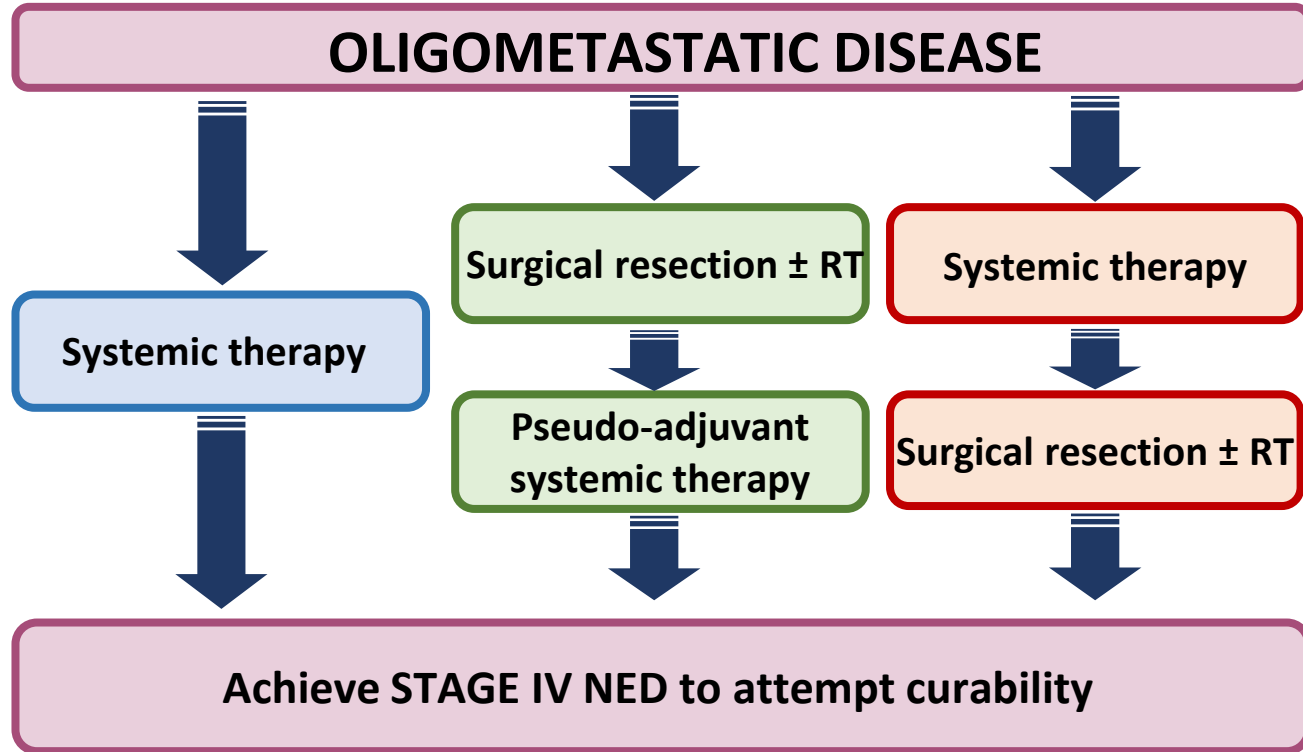 OLIGOMETASTATIC DISEASE
Systemic therapy
Surgical resection ± RT
Pseudo-adjuvant
systemic therapy
Systemic therapy
Surgical resection ± RT
Achieve STAGE IV NED to attempt curability